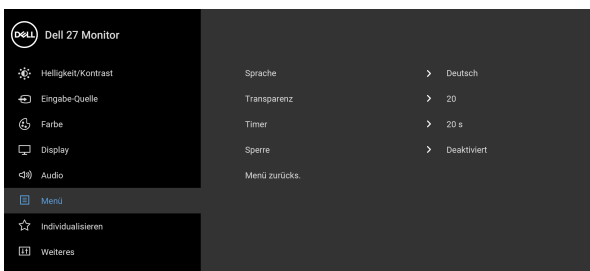 DELL Dell 27 Monitor
Helligkeit/Kontrast
Sprache Deutsch
Eingabe-Quelle
Transparenz 20
Farbe
Timer 20 s
Display
Sperre Deaktiviert
Audio
Menü zurücks.
Menü
Individualisieren
Weiteres